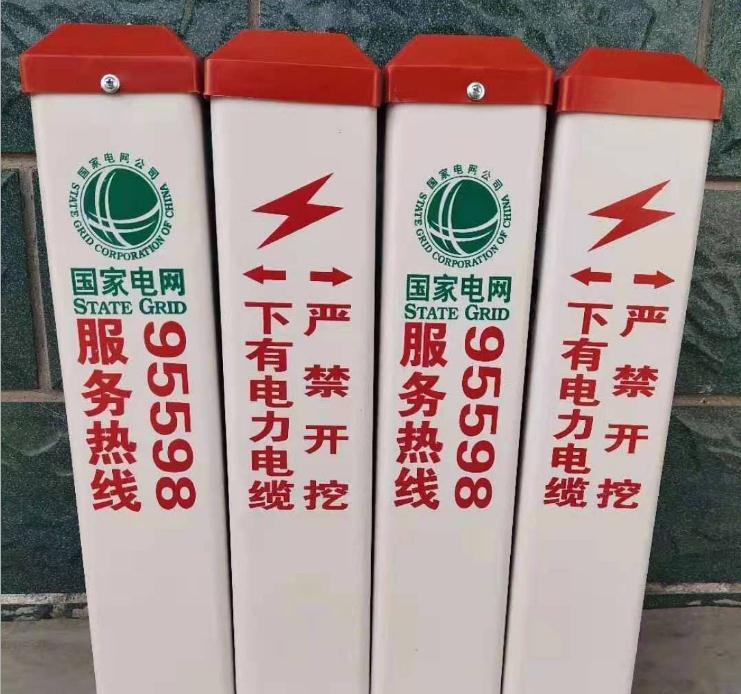 国家电网公司
STATE GRID CORPORATION OF CHINA
国家电网
STATE GRID
服务热线
95598
下有电力电缆
严禁开挖
国家电网公司
STATE GRID CORPORATION OF CHINA
国家电网
STATE GRID
服务热线
95598
下有电力电缆
严禁开挖